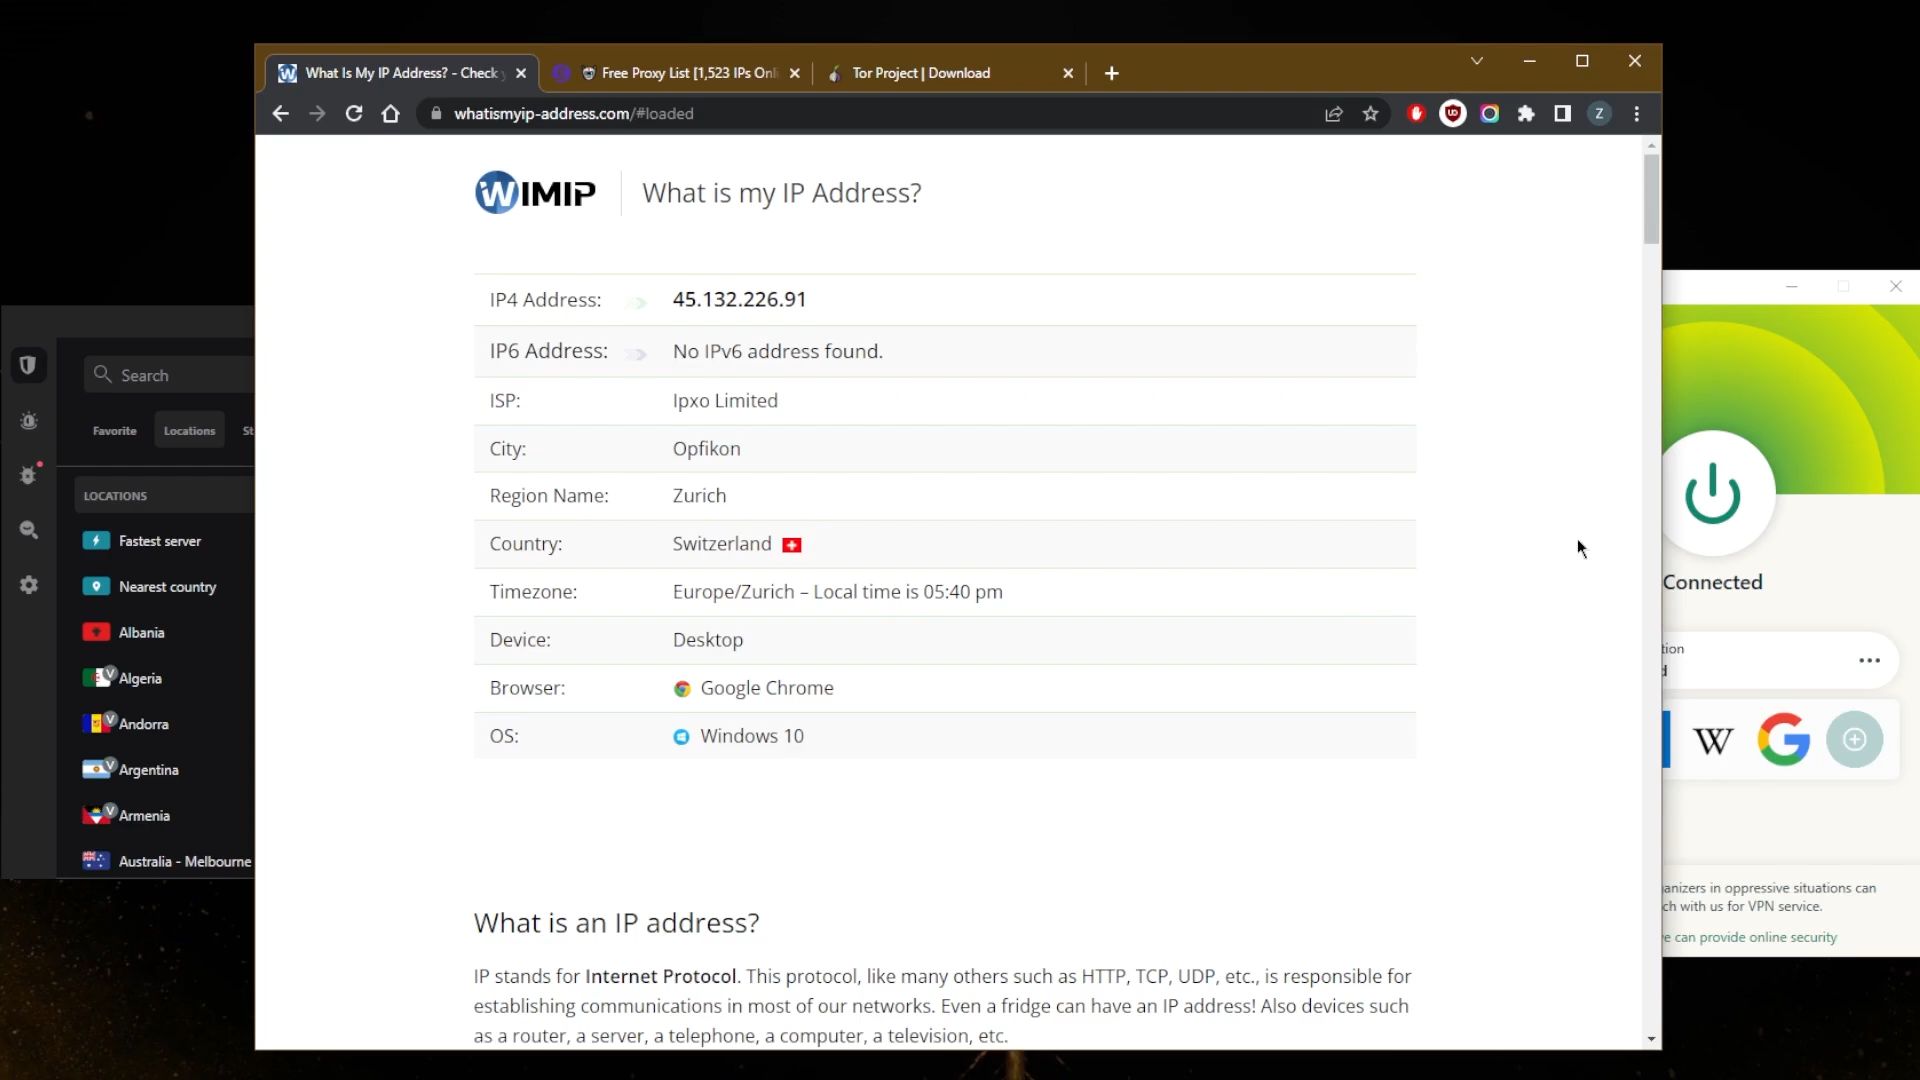 What Is My IP Address? - Check
Free Proxy List [1,523 IPs Onl
Tor Project | Download
whatismyip-address.com/#loaded
Z
WIMIP
What is my IP Address?
IP4 Address: 45.132.226.91
IP6 Address: No IPv6 address found.
ISP: Ipxo Limited
City: Opfikon
Region Name: Zurich
Country: Switzerland
Timezone: Europe/Zurich – Local time is 05:40 pm
Device: Desktop
Browser: Google Chrome
OS: Windows 10
What is an IP address?
IP stands for Internet Protocol. This protocol, like many others such as HTTP, TCP, UDP, etc., is responsible for
establishing communications in most of our networks. Even a fridge can have an IP address! Also devices such
as a router, a server, a telephone, a computer, a television, etc.
Search
Favorite
Locations
St
LOCATIONS
Fastest server
Nearest country
Albania
V Algeria
V Andorra
V Argentina
V Armenia
Australia - Melbourne
Connected
tion
d
W
G
anizers in oppressive situations can
ch with us for VPN service.
e can provide online security